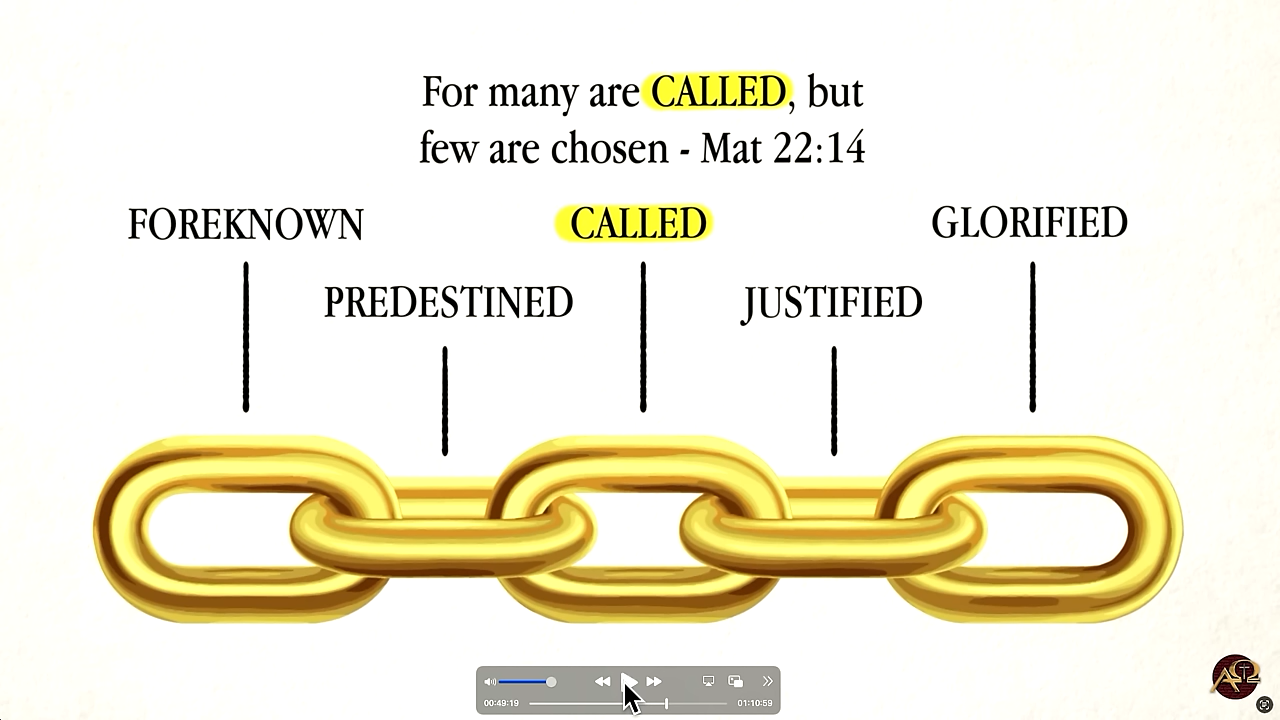 For many are CALLED, but
few are chosen - Mat 22:14
FOREKNOWN
CALLED
GLORIFIED
PREDESTINED
JUSTIFIED
00:49:19
01:10:59
ΑΩ